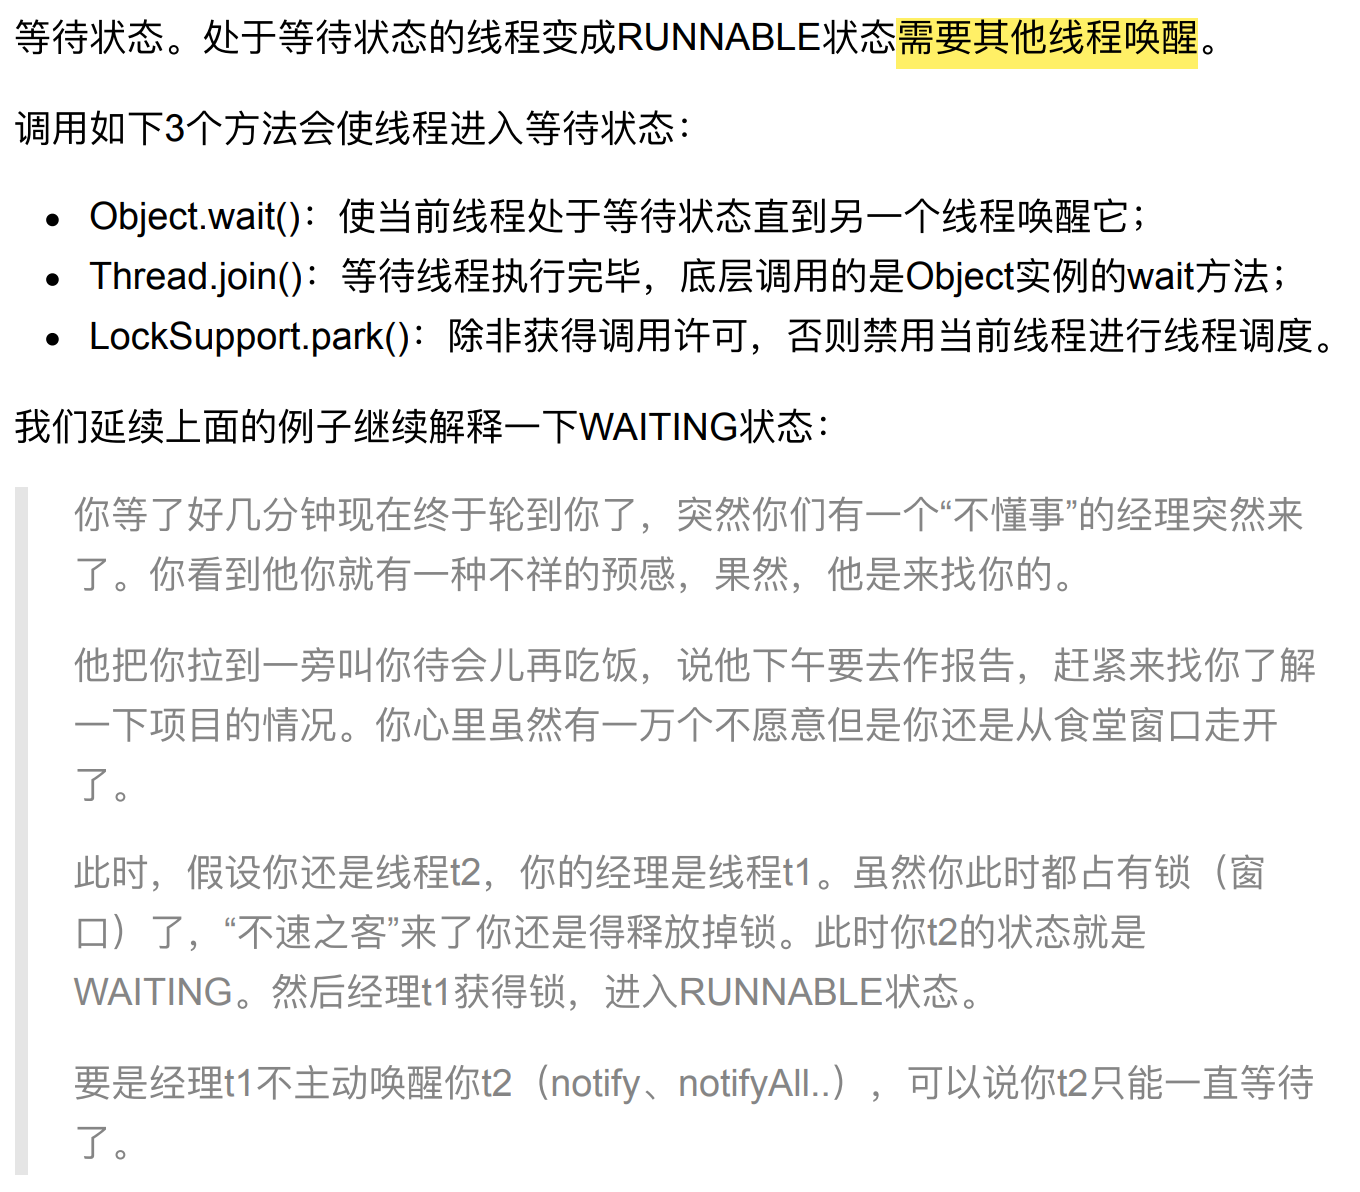 等待状态。处于等待状态的线程变成RUNNABLE状态需要其他线程唤醒。
调用如下3个方法会使线程进入等待状态：
• Object.wait()：使当前线程处于等待状态直到另一个线程唤醒它；
• Thread.join()：等待线程执行完毕，底层调用的是Object实例的wait方法；
• LockSupport.park()：除非获得调用许可，否则禁用当前线程进行线程调度。
我们延续上面的例子继续解释一下WAITING状态：
你等了好几分钟现在终于轮到你了，突然你们有一个“不懂事”的经理突然来
了。你看到他你就有一种不祥的预感，果然，他是来找你的。
他把你拉到一旁叫你待会儿再吃饭，说他下午要去作报告，赶紧来找你了解
一下项目的情况。你心里虽然有一万个不愿意但是你还是从食堂窗口走开
了。
此时，假设你还是线程t2，你的经理是线程t1。虽然你此时都占有锁（窗
口）了，“不速之客”来了你还是得释放掉锁。此时你t2的状态就是
WAITING。然后经理t1获得锁，进入RUNNABLE状态。
要是经理t1不主动唤醒你t2（notify、notifyAll..），可以说你t2只能一直等待
了。